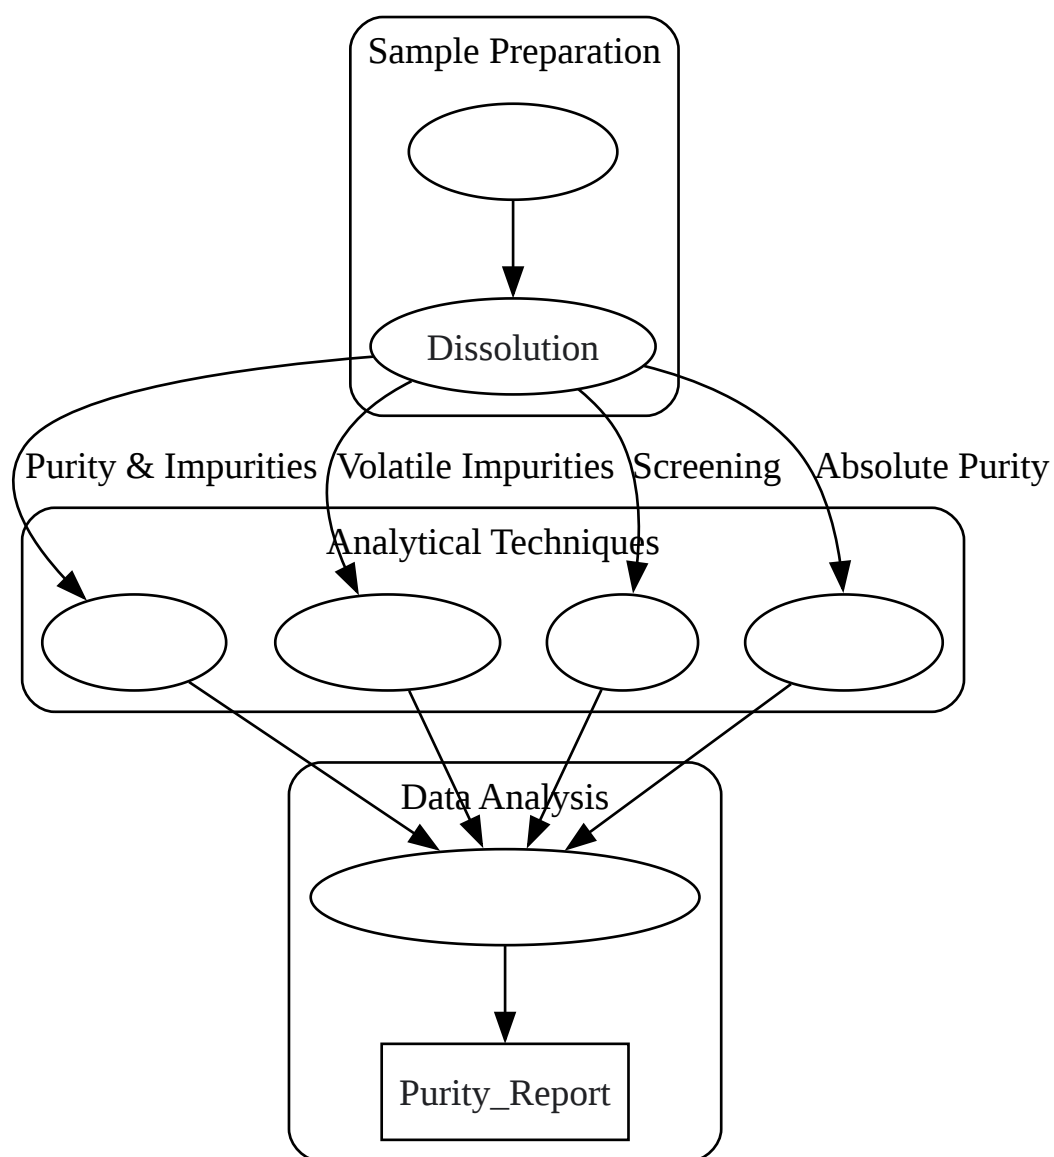 Sample Preparation
Dissolution
Purity & Impurities
Volatile Impurities
Screening
Absolute Purity
Analytical Techniques
Data Analysis
Purity_Report